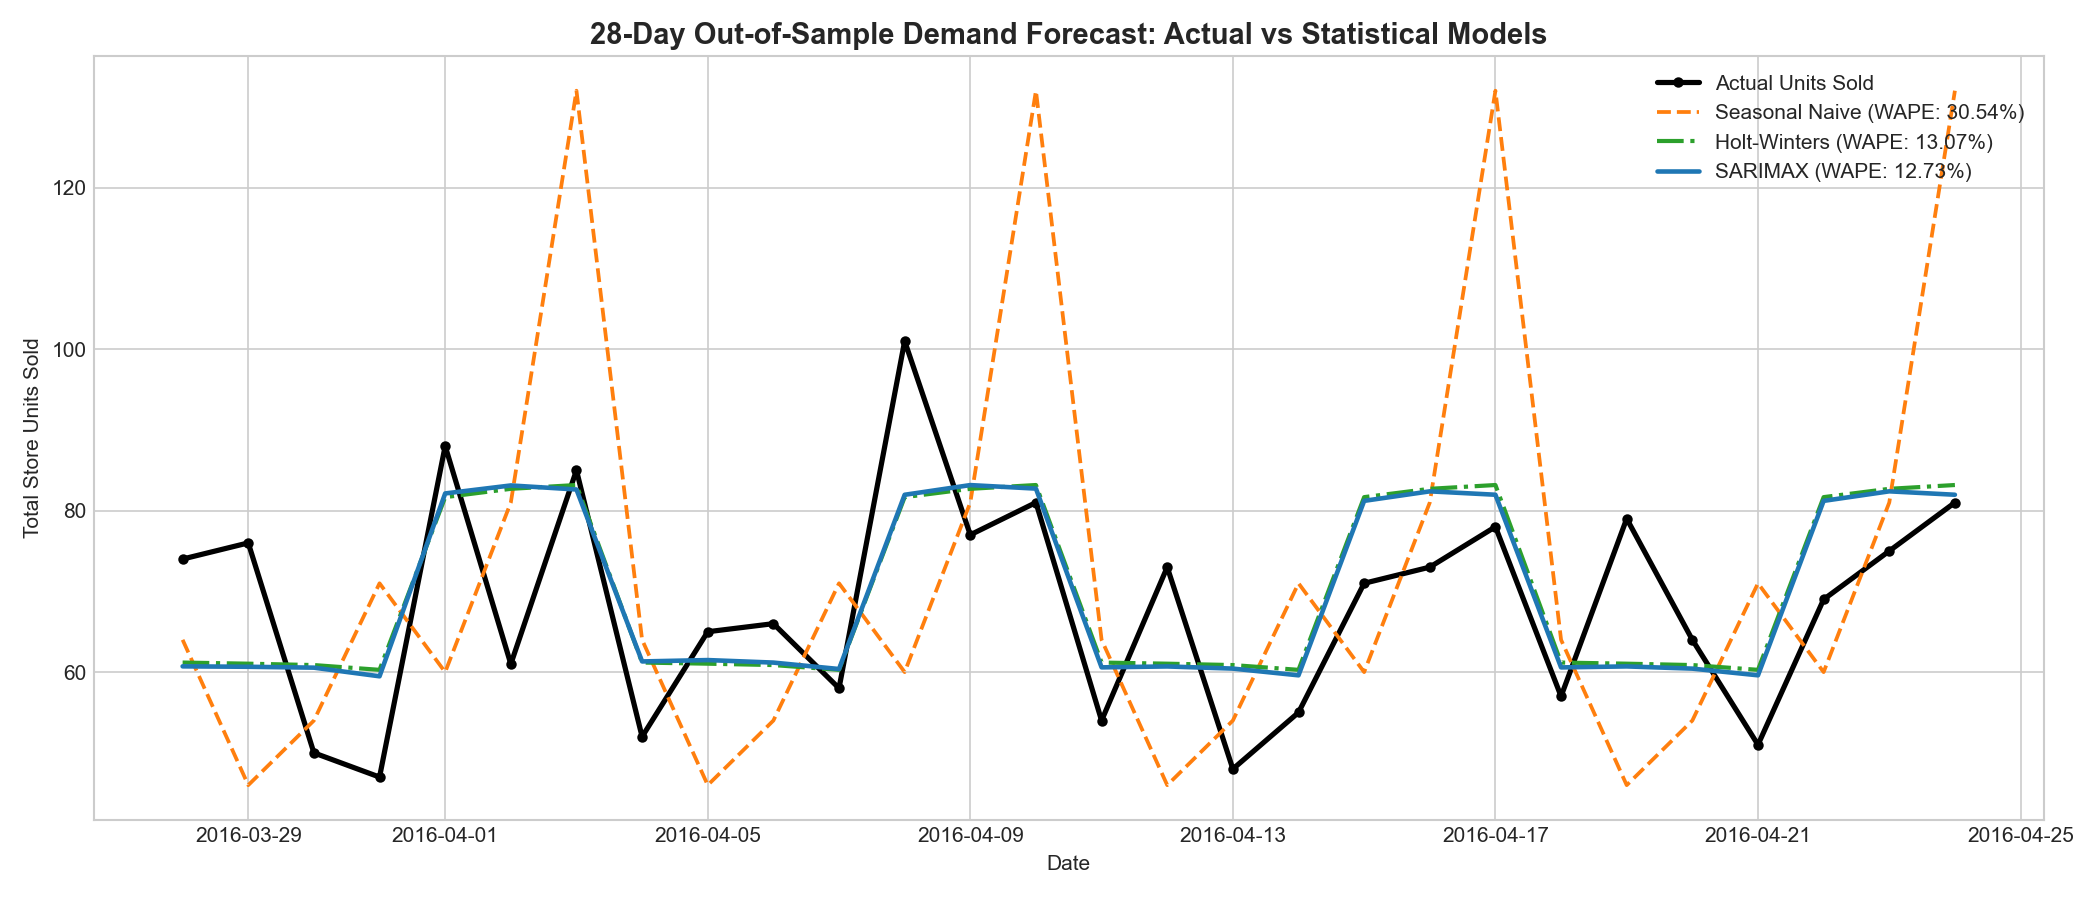 28-Day Out-of-Sample Demand Forecast: Actual vs Statistical Models
Actual Units Sold
Seasonal Naive (WAPE: 30.54%)
Holt-Winters (WAPE: 13.07%)
SARIMAX (WAPE: 12.73%)
Total Store Units Sold
120
100
80
60
2016-03-29 2016-04-01 2016-04-05 2016-04-09 2016-04-13 2016-04-17 2016-04-21 2016-04-25
Date